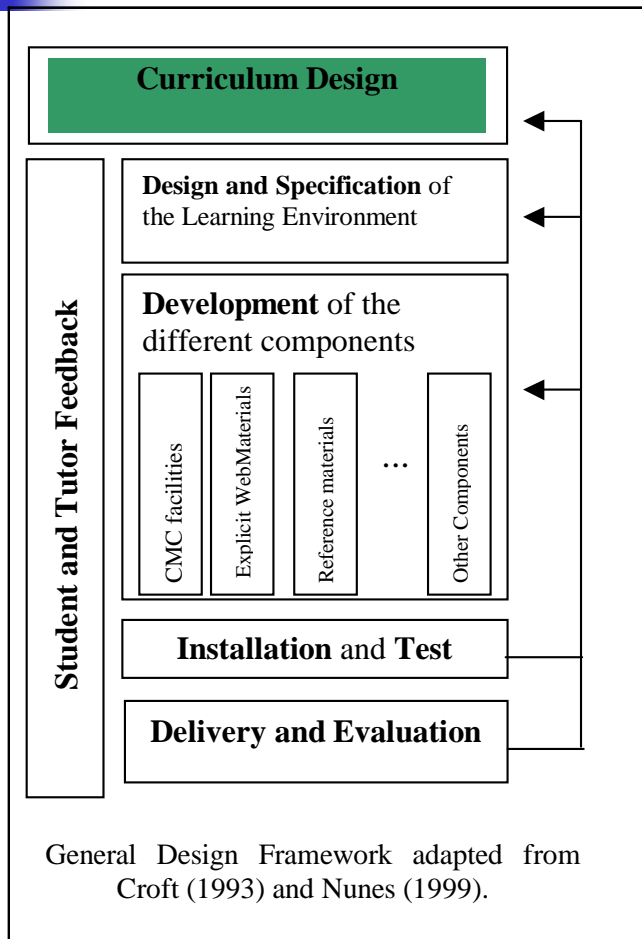 Curriculum Design
Student and Tutor Feedback
Design and Specification of
the Learning Environment
Development of the
different components
CMC facilities
Explicit WebMaterials
Reference materials
...
Other Components
Installation and Test
Delivery and Evaluation
General Design Framework adapted from
Croft (1993) and Nunes (1999).